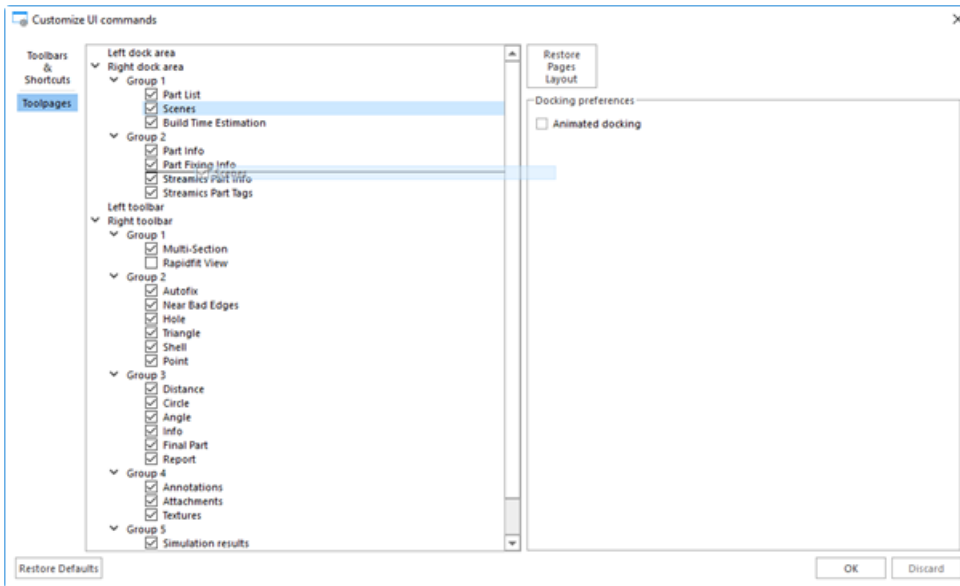 Customize UI commands
Toolbars
&
Shortcuts
Toolpages
Left dock area
Right dock area
Group 1
Part List
Scenes
Build Time Estimation
Group 2
Part Info
Part Fixing Info
Scenes
Streamics Part Info
Streamics Part Tags
Left toolbar
Right toolbar
Group 1
Multi-Section
Rapidfit View
Group 2
Autofix
Near Bad Edges
Hole
Triangle
Shell
Point
Group 3
Distance
Circle
Angle
Info
Final Part
Report
Group 4
Annotations
Attachments
Textures
Group 5
Simulation results
Restore
Pages
Layout
Docking preferences
Animated docking
Restore Defaults
OK
Discard